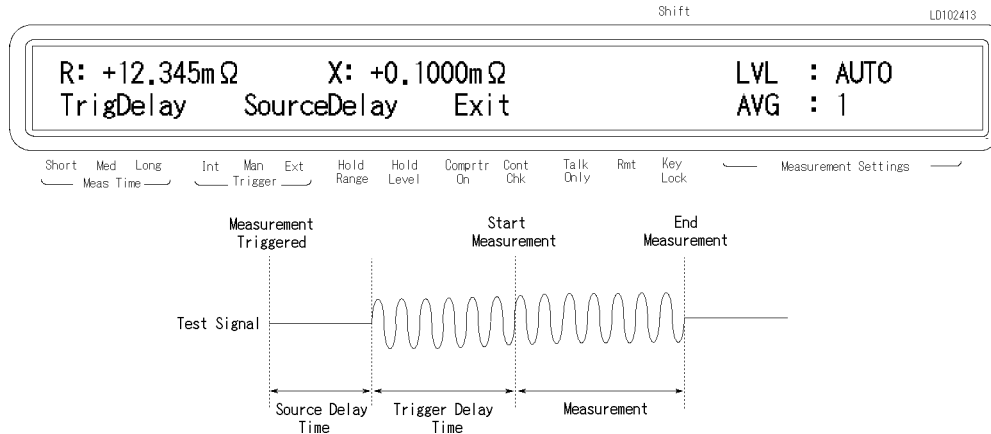 Shift
LD102413
R: +12.345mΩ X: +0.1000mΩ LVL : AUTO
TrigDelay SourceDelay Exit AVG : 1
Short Med Long Int Man Ext Hold Range Hold Level Comprtr On Cont Chk Talk Only Rmt Key Lock Measurement Settings
Meas Time Trigger
Measurement Triggered
Start Measurement
End Measurement
Test Signal
Source Delay Time
Trigger Delay Time
Measurement